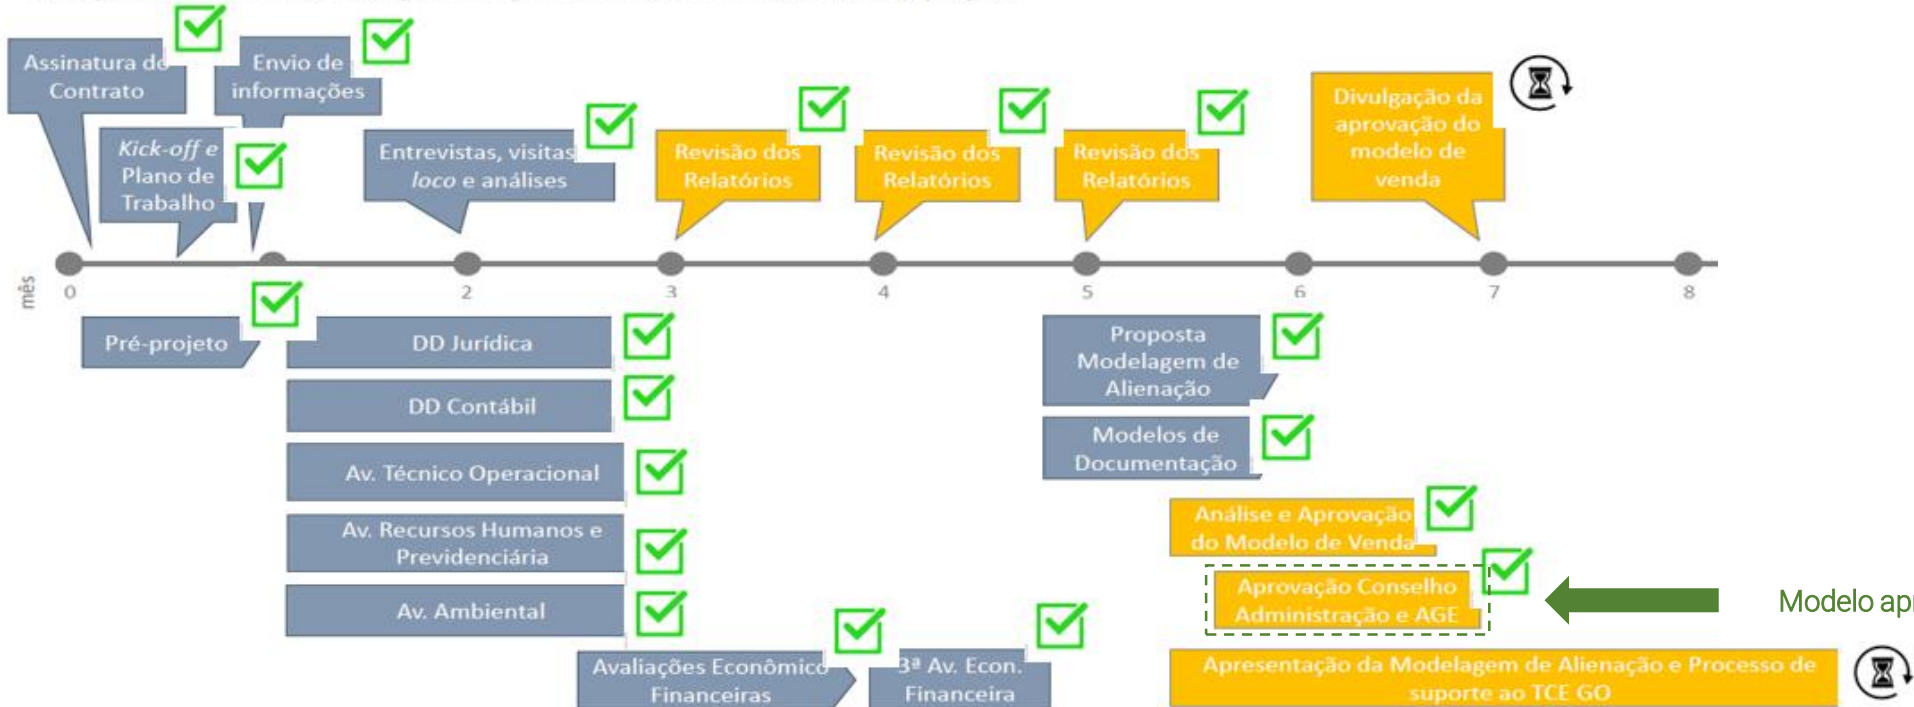 Assinatura do
Contrato
Envio de
informações
Kick-off e
Plano de
Trabalho
Entrevistas, visitas
loco e análises
Revisão dos
Relatórios
Revisão dos
Relatórios
Revisão dos
Relatórios
Divulgação da
aprovação do
modelo de
venda
mês
0
2
3
4
5
6
7
8
Pré-projeto
DD Jurídica
DD Contábil
Av. Técnico Operacional
Av. Recursos Humanos e
Previdenciária
Av. Ambiental
Avaliações Econômico
Financeiras
3ª Av. Econ.
Financeira
Proposta
Modelagem de
Alienação
Modelos de
Documentação
Análise e Aprovação
do Modelo de Venda
Aprovação Conselho
Administração e AGE
Modelo apr
Apresentação da Modelagem de Alienação e Processo de
suporte ao TCE GO